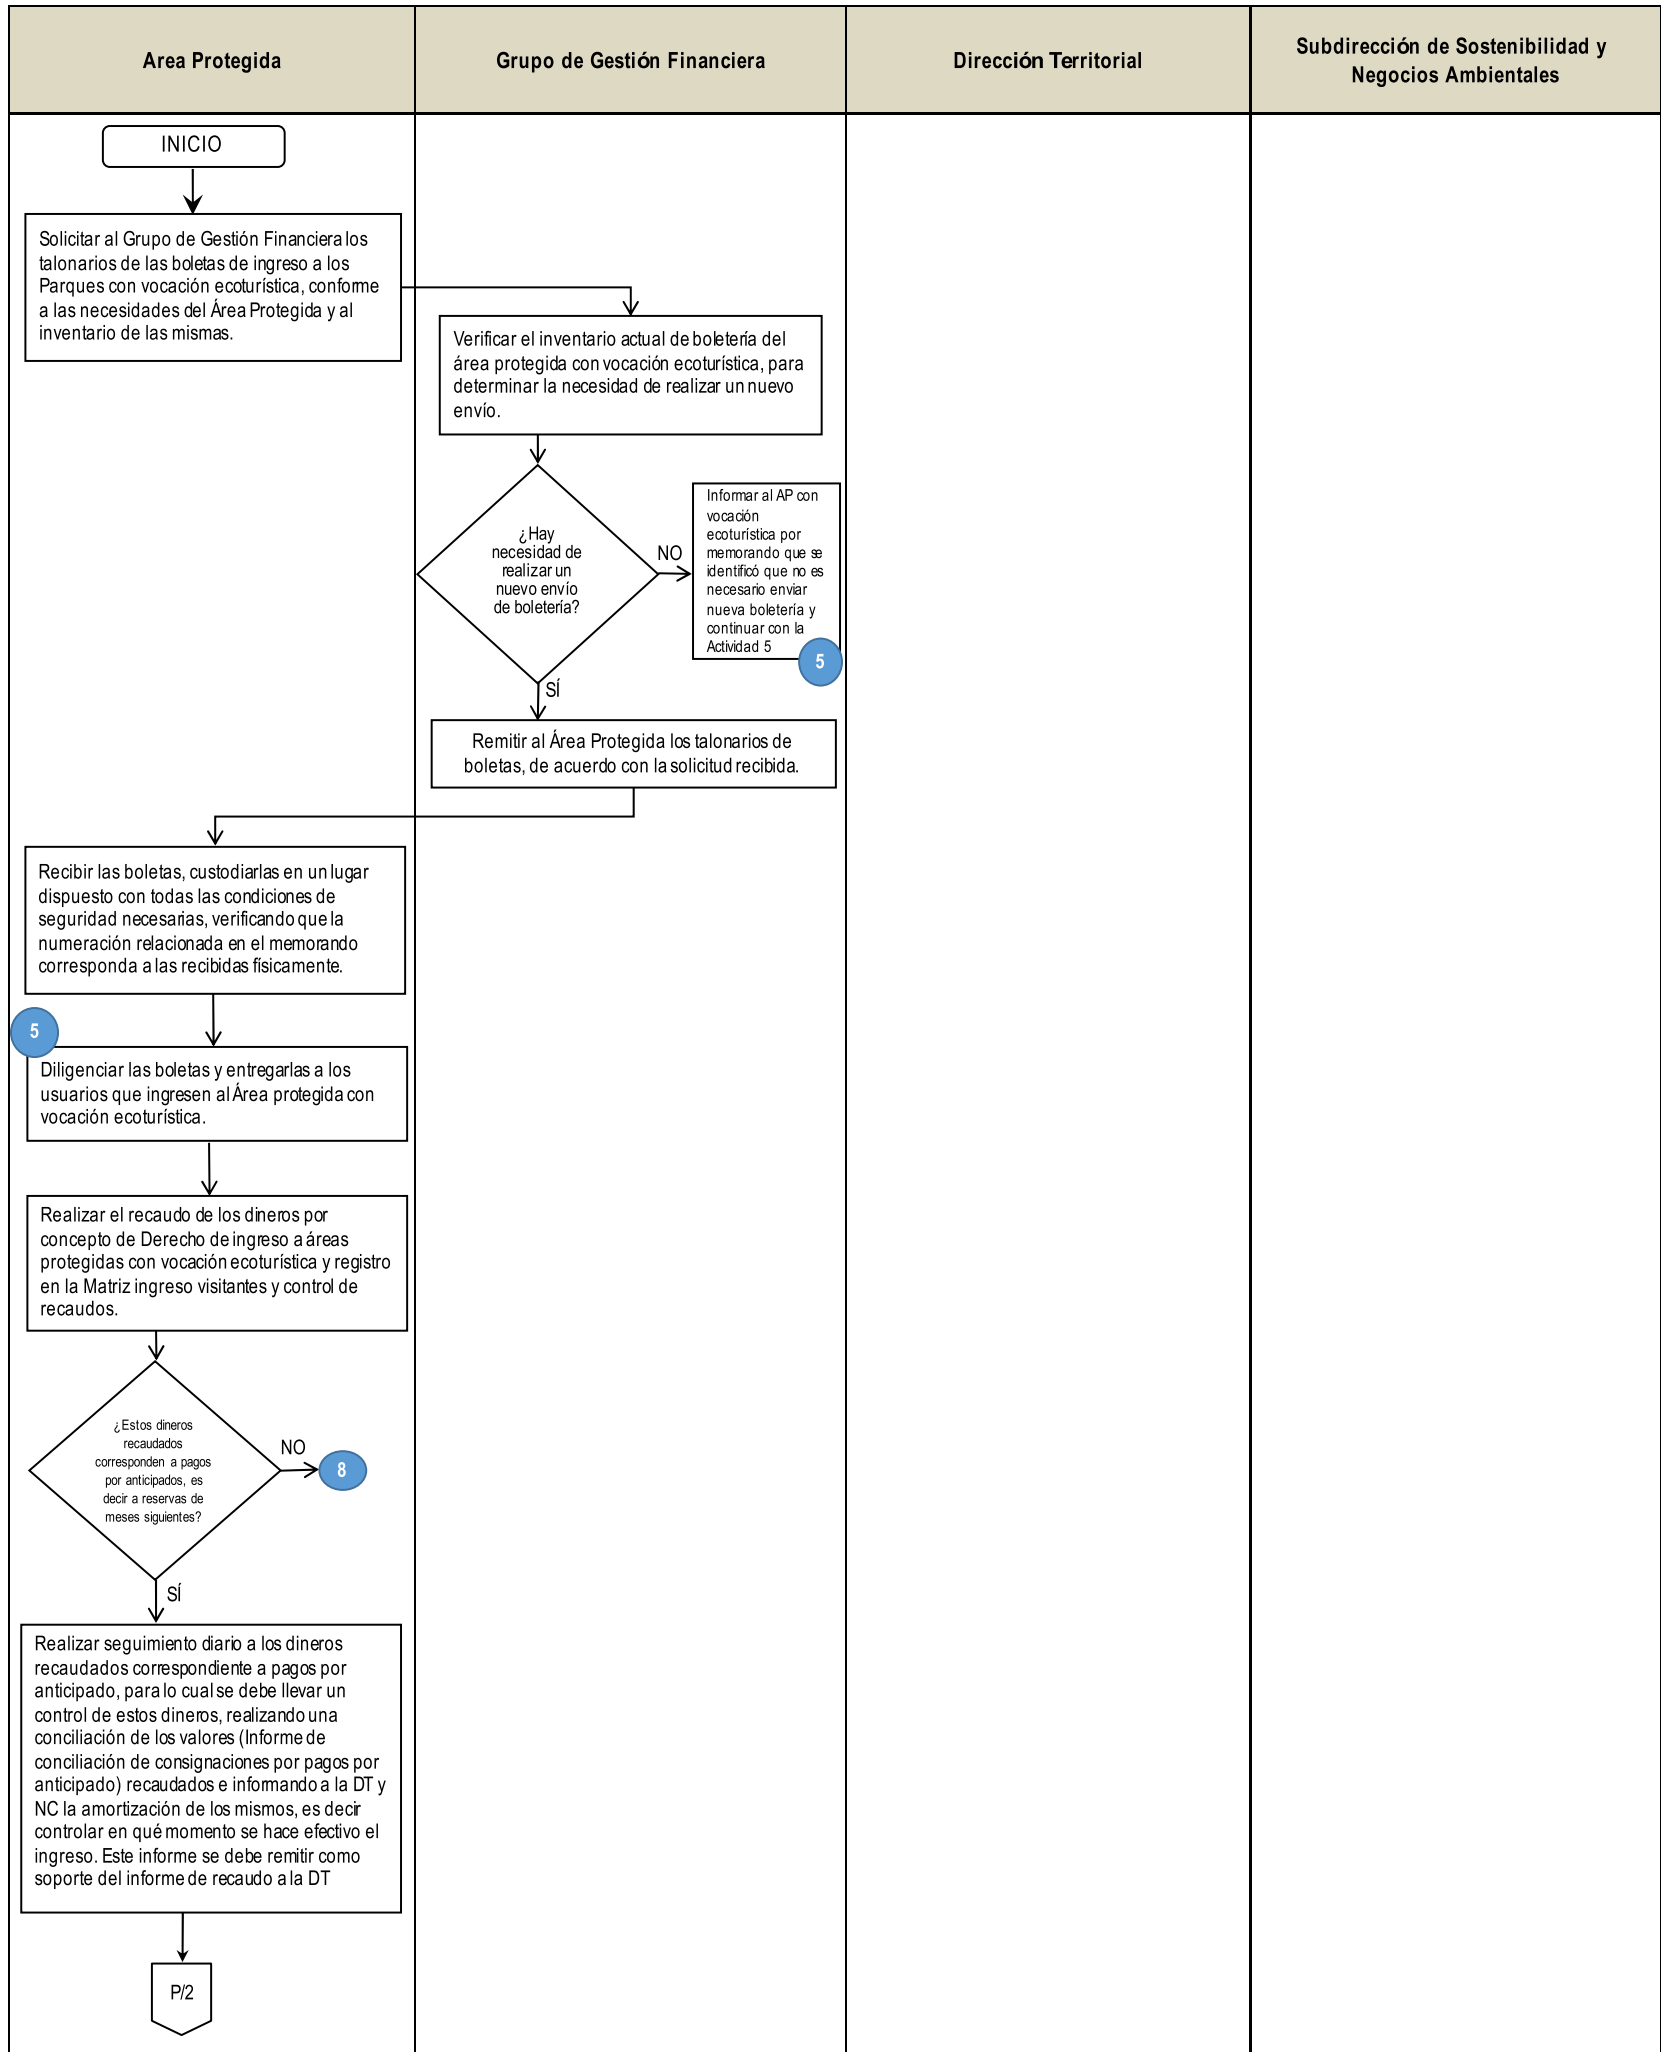 Area Protegida
Grupo de Gestión Financiera
Dirección Territorial
Subdirección de Sostenibilidad y
Negocios Ambientales
INICIO
Solicitar al Grupo de Gestión Financiera los
talonarios de las boletas de ingreso a los
Parques con vocación ecoturística, conforme
a las necesidades del Área Protegida y al
inventario de las mismas.
Verificar el inventario actual de boletería del
área protegida con vocación ecoturística, para
determinar la necesidad de realizar un nuevo
envío.
¿Hay
necesidad de
realizar un
nuevo envío
de boletería?
NO
Informar al AP con
vocación
ecoturística por
memorando que se
identificó que no es
necesario enviar
nueva boletería y
continuar con la
Actividad 5
5
SÍ
Remitir al Área Protegida los talonarios de
boletas, de acuerdo con la solicitud recibida.
Recibir las boletas, custodiarlas en un lugar
dispuesto con todas las condiciones de
seguridad necesarias, verificando que la
numeración relacionada en el memorando
corresponda a las recibidas físicamente.
5
Diligenciar las boletas y entregarlas a los
usuarios que ingresen al Área protegida con
vocación ecoturística.
Realizar el recaudo de los dineros por
concepto de Derecho de ingreso a áreas
protegidas con vocación ecoturística y registro
en la Matriz ingreso visitantes y control de
recaudos.
¿Estos dineros
recaudados
corresponden a pagos
por anticipados, es
decir a reservas de
meses siguientes?
NO
8
SÍ
Realizar seguimiento diario a los dineros
recaudados correspondiente a pagos por
anticipado, para lo cual se debe llevar un
control de estos dineros, realizando una
conciliación de los valores (Informe de
conciliación de consignaciones por pagos por
anticipado) recaudados e informando a la DT y
NC la amortización de los mismos, es decir
controlar en qué momento se hace efectivo el
ingreso. Este informe se debe remitir como
soporte del informe de recaudo a la DT
P/2